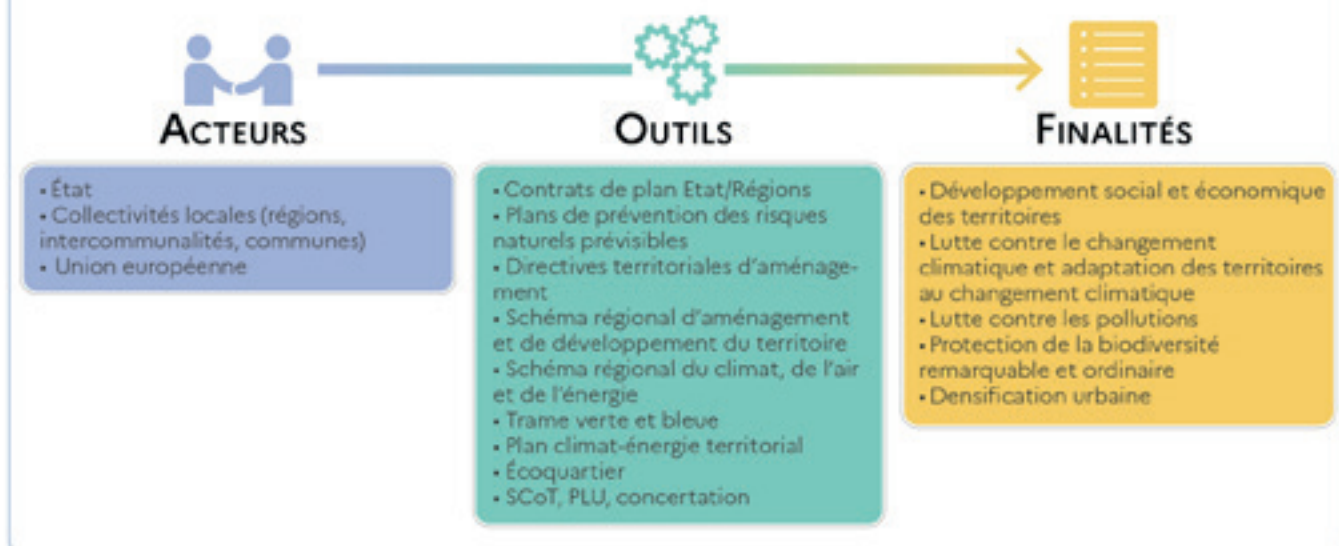 ACTEURS
• État
• Collectivités locales (régions,
intercommunalités, communes)
• Union européenne
OUTILS
• Contrats de plan Etat/Régions
• Plans de prévention des risques
naturels prévisibles
• Directives territoriales d'aménage-
ment
• Schéma régional d'aménagement
et de développement du territoire
• Schéma régional du climat, de l'air
et de l'énergie
• Trame verte et bleue
• Plan climat-énergie territorial
• Écoquartier
• SCoT, PLU, concertation
FINALITÉS
• Développement social et économique
des territoires
• Lutte contre le changement
climatique et adaptation des territoires
au changement climatique
• Lutte contre les pollutions
• Protection de la biodiversité
remarquable et ordinaire
• Densification urbaine